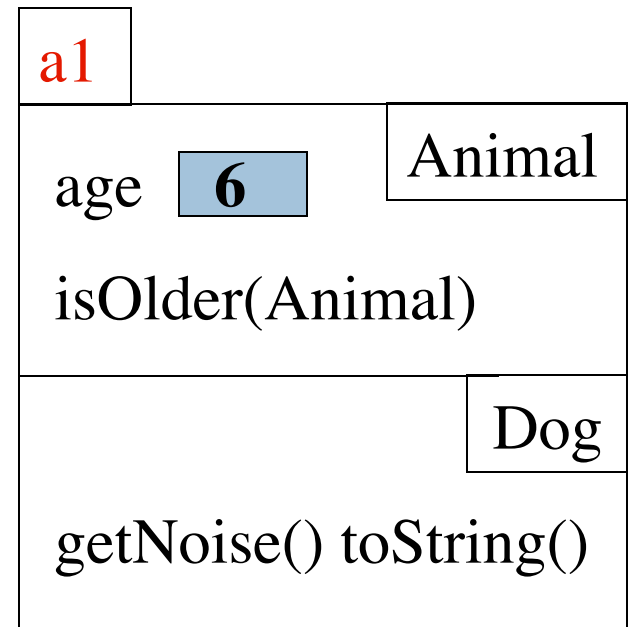 a1
Animal
age 6
isOlder(Animal)
Dog
getNoise() toString()